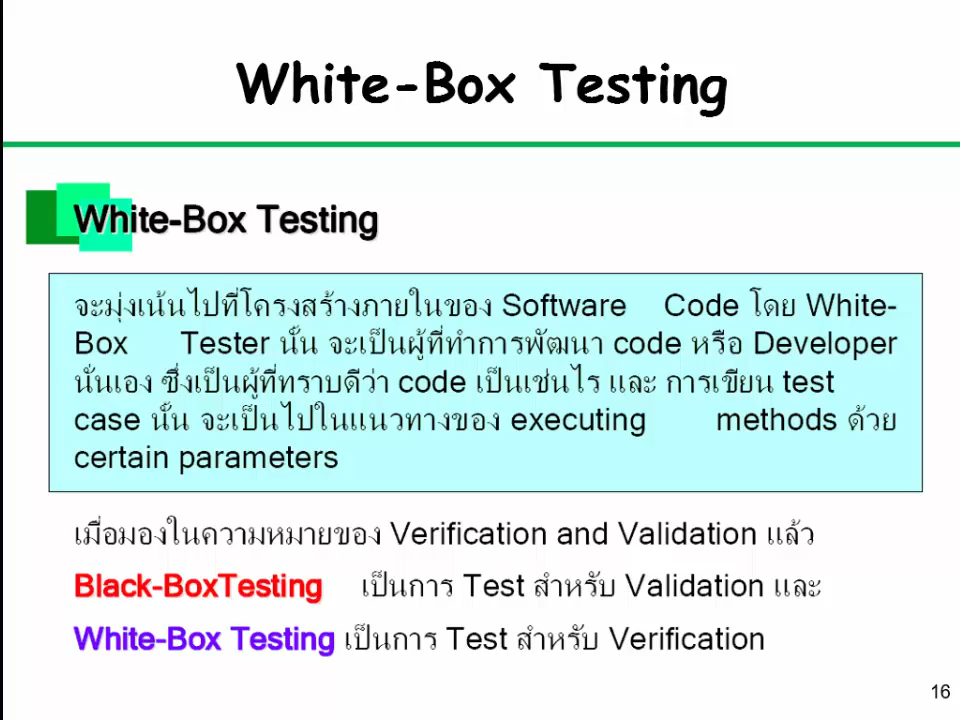 White-Box Testing
White-Box Testing
จะมุ่งเน้นไปที่โครงสร้างภายในของ Software Code โดย White-
Box Tester นั้น จะเป็นผู้ที่ทำการพัฒนา code หรือ Developer
นั่นเอง ซึ่งเป็นผู้ที่ทราบดีว่า code เป็นเช่นไร และ การเขียน test
case นั้น จะเป็นไปในแนวทางของ executing methods ด้วย
certain parameters
เมื่อมองในความหมายของ Verification and Validation แล้ว
Black-BoxTesting เป็นการ Test สำหรับ Validation และ
White-Box Testing เป็นการ Test สำหรับ Verification
16